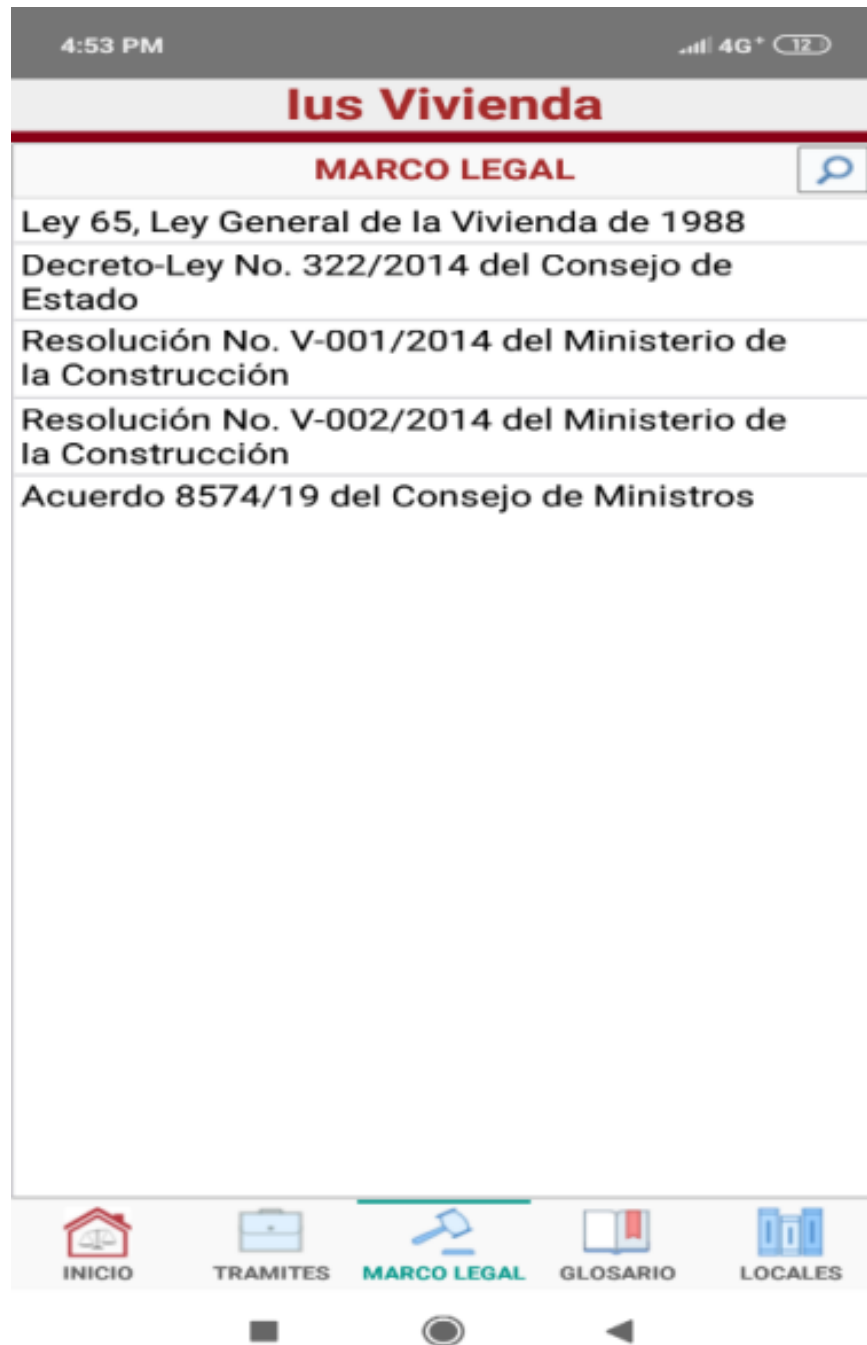 4:53 PM 4G+ 12
Ius Vivienda
MARCO LEGAL
Ley 65, Ley General de la Vivienda de 1988
Decreto-Ley No. 322/2014 del Consejo de
Estado
Resolución No. V-001/2014 del Ministerio de
la Construcción
Resolución No. V-002/2014 del Ministerio de
la Construcción
Acuerdo 8574/19 del Consejo de Ministros
INICIO TRAMITES MARCO LEGAL GLOSARIO LOCALES